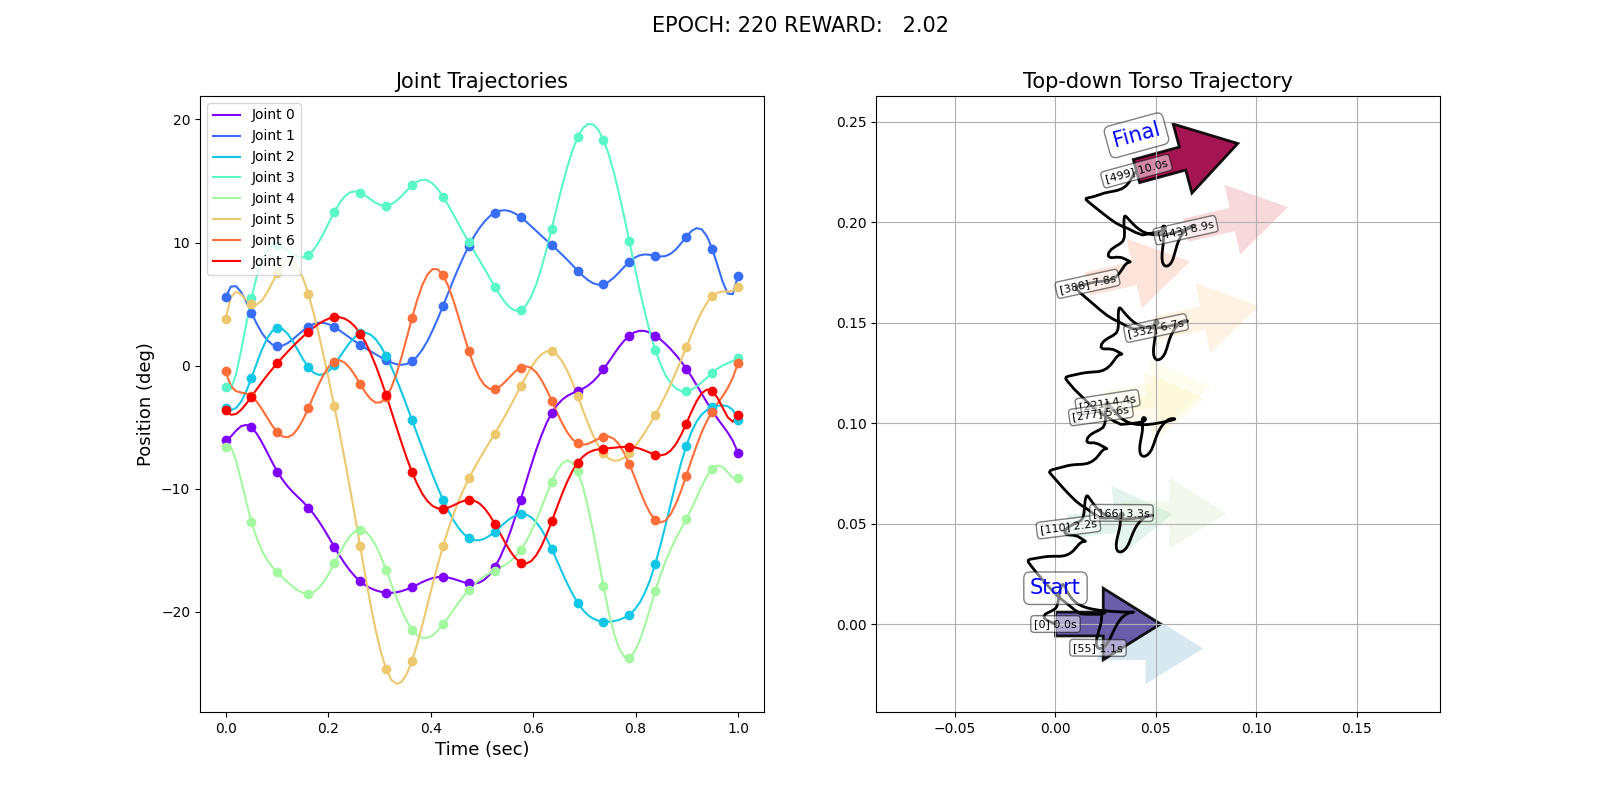 EPOCH: 220 REWARD:   2.02
Joint Trajectories
Position (deg)
20
10
0
−10
−20
Joint 0
Joint 1
Joint 2
Joint 3
Joint 4
Joint 5
Joint 6
Joint 7
0.0
0.2
0.4
0.6
0.8
1.0
Time (sec)
Top-down Torso Trajectory
0.25
0.20
0.15
0.10
0.05
0.00
Final
[499] 10.0s
[443] 8.9s
[388] 7.8s
[332] 6.7s
[221] 4.4s
[277] 5.6s
[166] 3.3s
[110] 2.2s
Start
[0] 0.0s
[55] 1.1s
−0.05
0.00
0.05
0.10
0.15